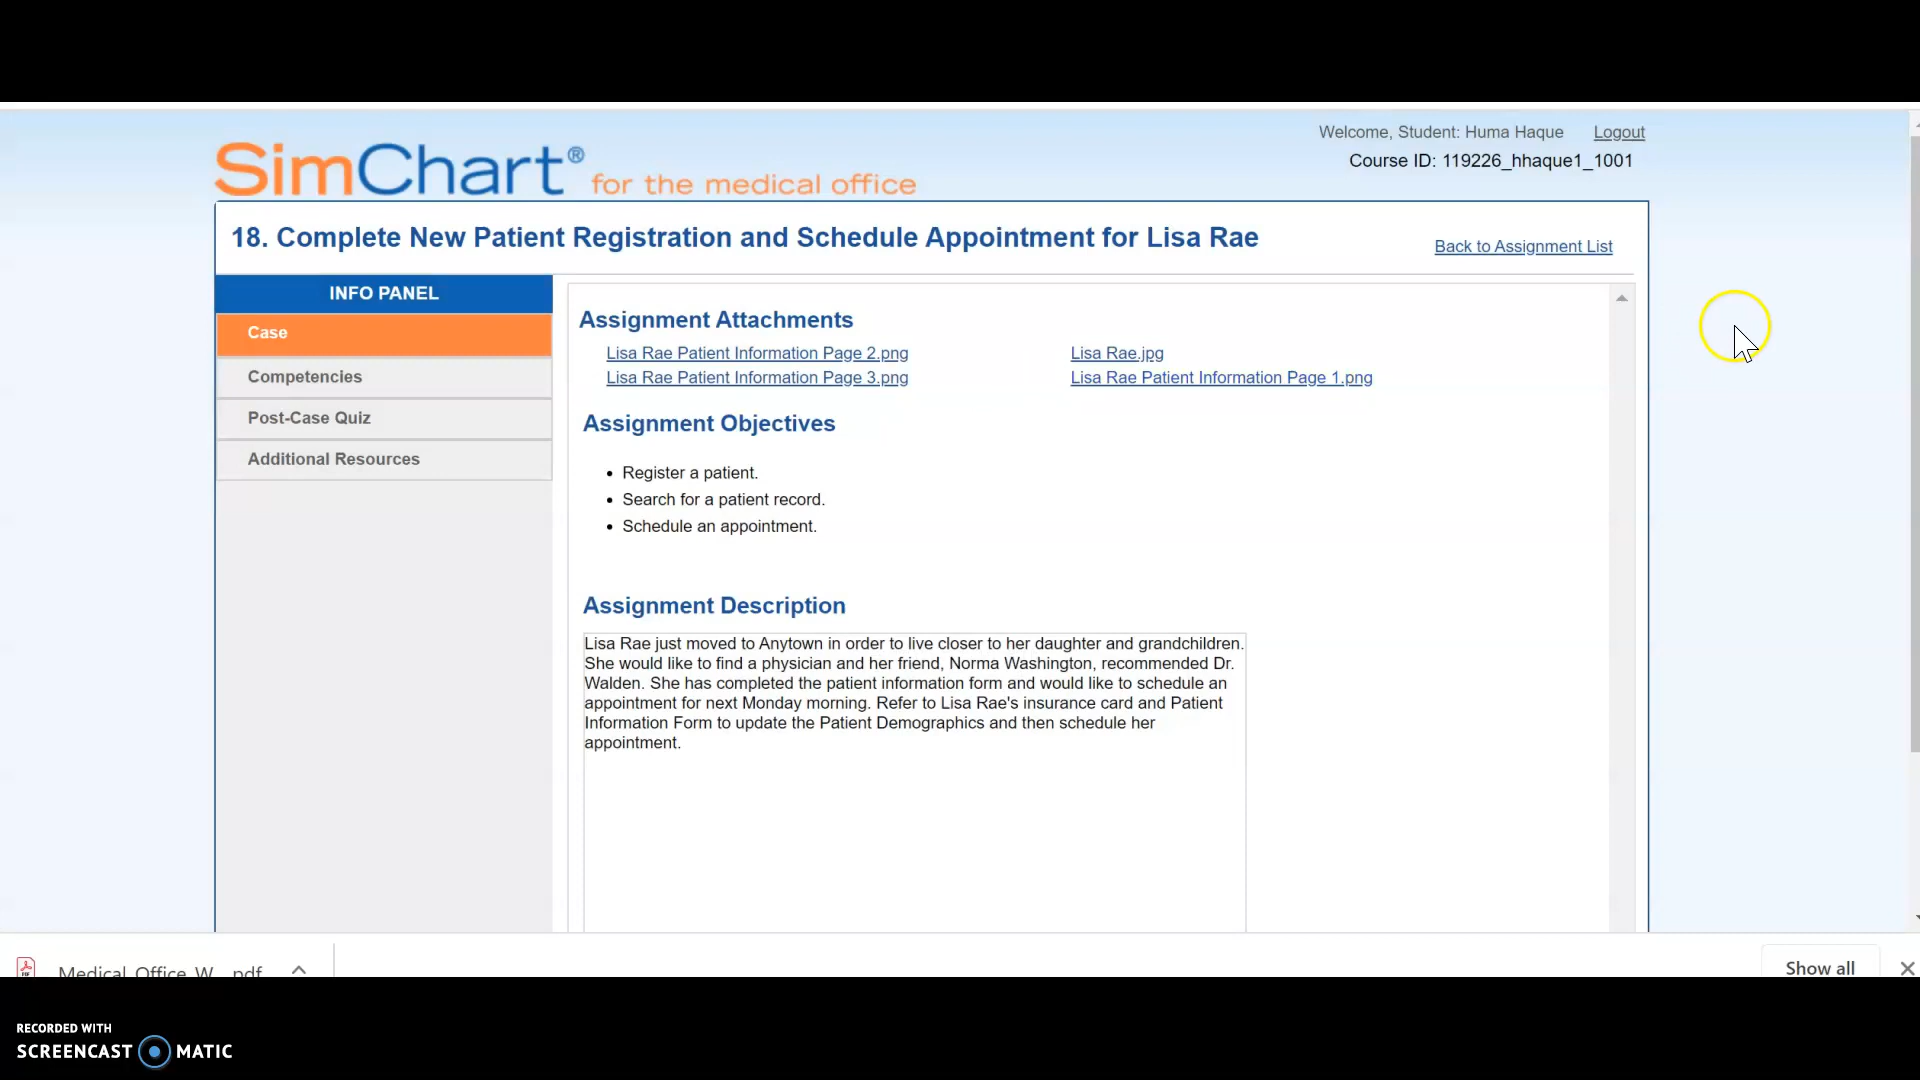 Welcome, Student: Huma Haque Logout
Course ID: 119226_hhaque1_1001
SimChart® for the medical office
18. Complete New Patient Registration and Schedule Appointment for Lisa Rae
Back to Assignment List
INFO PANEL
Case
Competencies
Post-Case Quiz
Additional Resources
Assignment Attachments
Lisa Rae Patient Information Page 2.png Lisa Rae.jpg
Lisa Rae Patient Information Page 3.png Lisa Rae Patient Information Page 1.png
Assignment Objectives
• Register a patient.
• Search for a patient record.
• Schedule an appointment.
Assignment Description
Lisa Rae just moved to Anytown in order to live closer to her daughter and grandchildren.
She would like to find a physician and her friend, Norma Washington, recommended Dr.
Walden. She has completed the patient information form and would like to schedule an
appointment for next Monday morning. Refer to Lisa Rae's insurance card and Patient
Information Form to update the Patient Demographics and then schedule her
appointment.
Medical_Office_W....pdf
Show all
RECORDED WITH
SCREENCAST MATIC